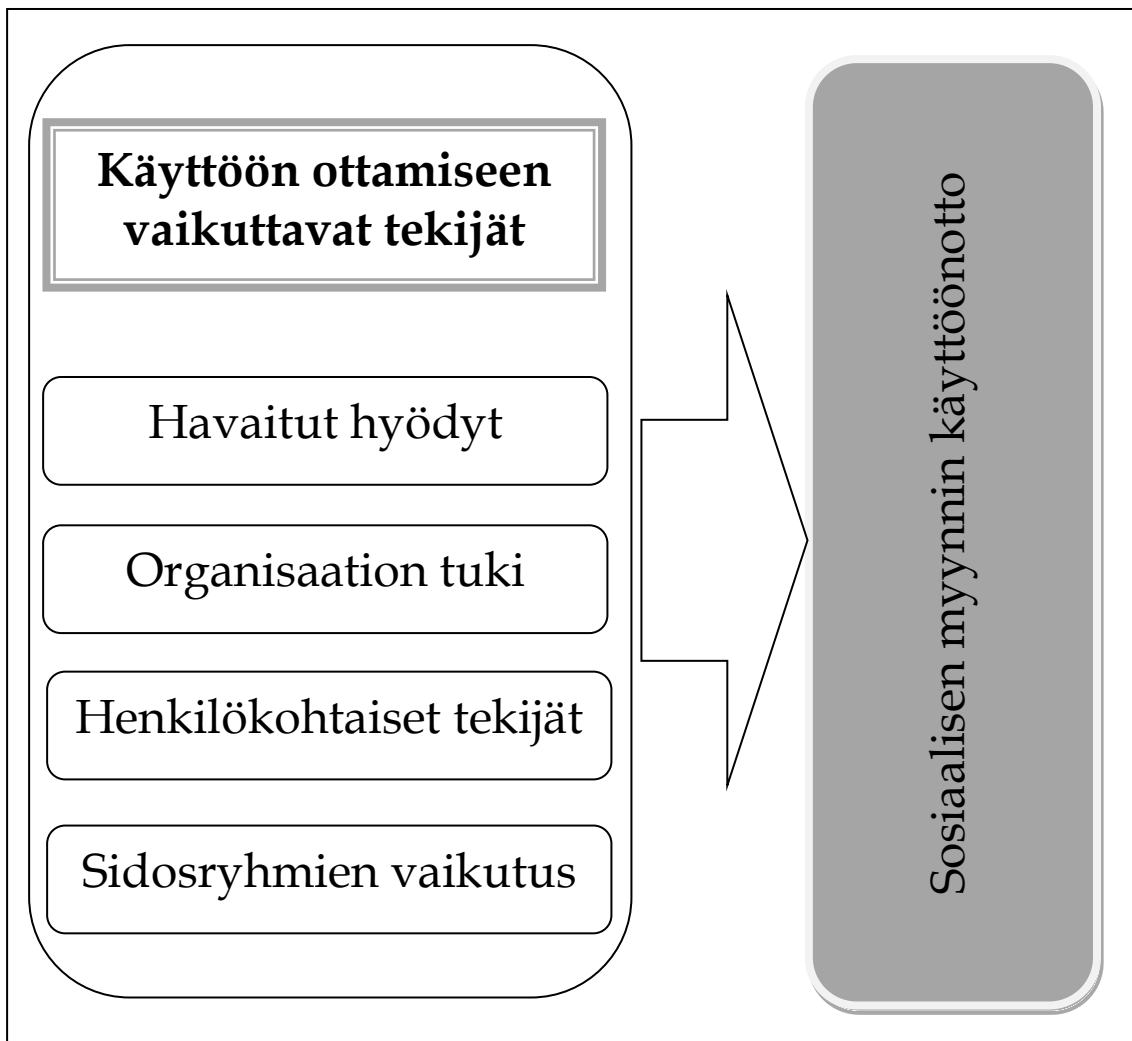 Käyttöön ottamiseen
vaikuttavat tekijät
Havaitut hyödyt
Organisaation tuki
Henkilökohtaiset tekijät
Sidosryhmien vaikutus
Sosiaalisen myynnin käyttöönotto